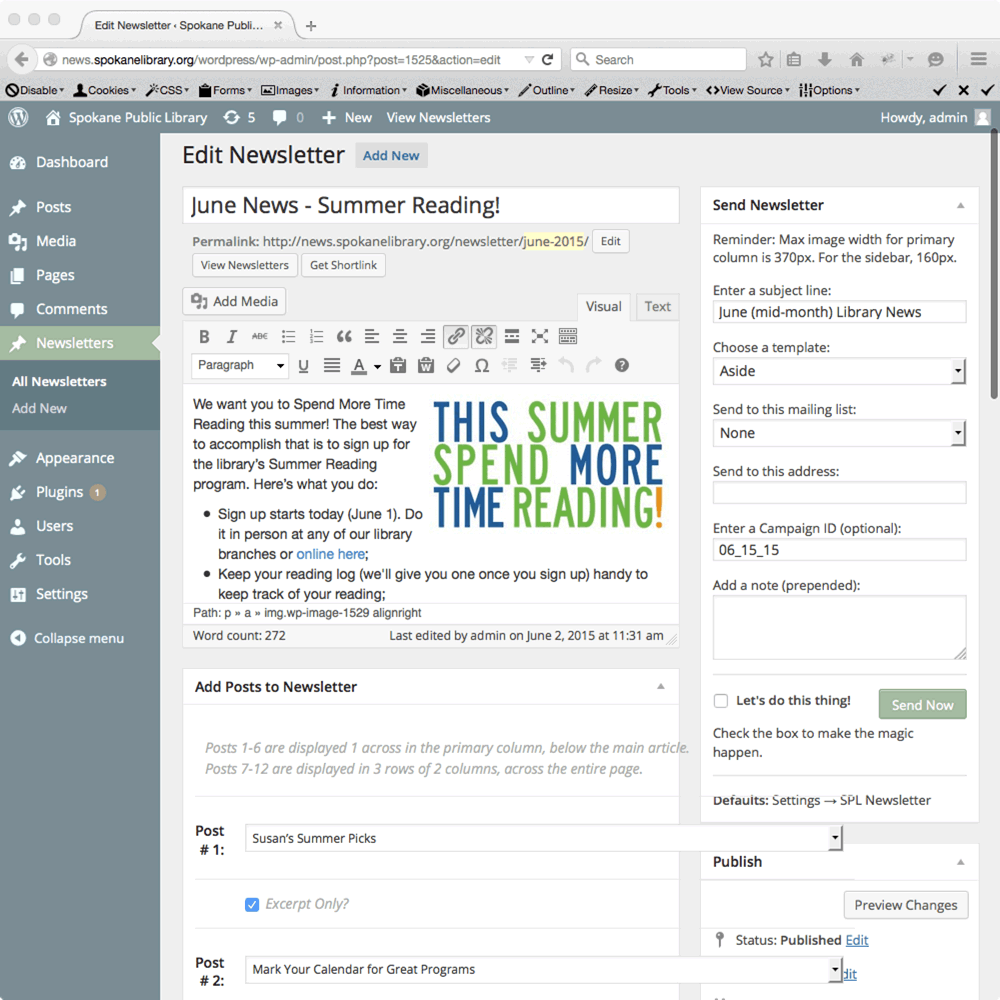 Edit Newsletter ‹ Spokane Publi...
news.spokanelibrary.org/wordpress/wp-admin/post.php?post=1525&action=edit
Search
Disable Cookies CSS Forms Images Information Miscellaneous Outline Resize Tools View Source Options
Spokane Public Library 5 0 New View Newsletters Howdy, admin
Dashboard
Posts
Media
Pages
Comments
Newsletters
All Newsletters
Add New
Appearance
Plugins 1
Users
Tools
Settings
Collapse menu
Edit Newsletter Add New
June News - Summer Reading!
Permalink: http://news.spokanelibrary.org/newsletter/june-2015/ Edit
View Newsletters Get Shortlink
Add Media
Visual Text
B I ABC
Paragraph U A T W Ω
We want you to Spend More Time
Reading this summer! The best way
to accomplish that is to sign up for
the library's Summer Reading
program. Here's what you do:
THIS SUMMER
SPEND MORE
TIME READING!
Sign up starts today (June 1). Do
it in person at any of our library
branches or online here;
Keep your reading log (we'll give you one once you sign up) handy to
keep track of your reading;
Path: p » a » img.wp-image-1529 alignright
Word count: 272 Last edited by admin on June 2, 2015 at 11:31 am
Add Posts to Newsletter
Posts 1-6 are displayed 1 across in the primary column, below the main article.
Posts 7-12 are displayed in 3 rows of 2 columns, across the entire page.
Post
# 1:
Susan's Summer Picks
Excerpt Only?
Post
# 2:
Mark Your Calendar for Great Programs
Send Newsletter
Reminder: Max image width for primary
column is 370px. For the sidebar, 160px.
Enter a subject line:
June (mid-month) Library News
Choose a template:
Aside
Send to this mailing list:
None
Send to this address:
Enter a Campaign ID (optional):
06_15_15
Add a note (prepended):
Let's do this thing! Send Now
Check the box to make the magic
happen.
Defaults: Settings → SPL Newsletter
Publish
Preview Changes
Status: Published Edit